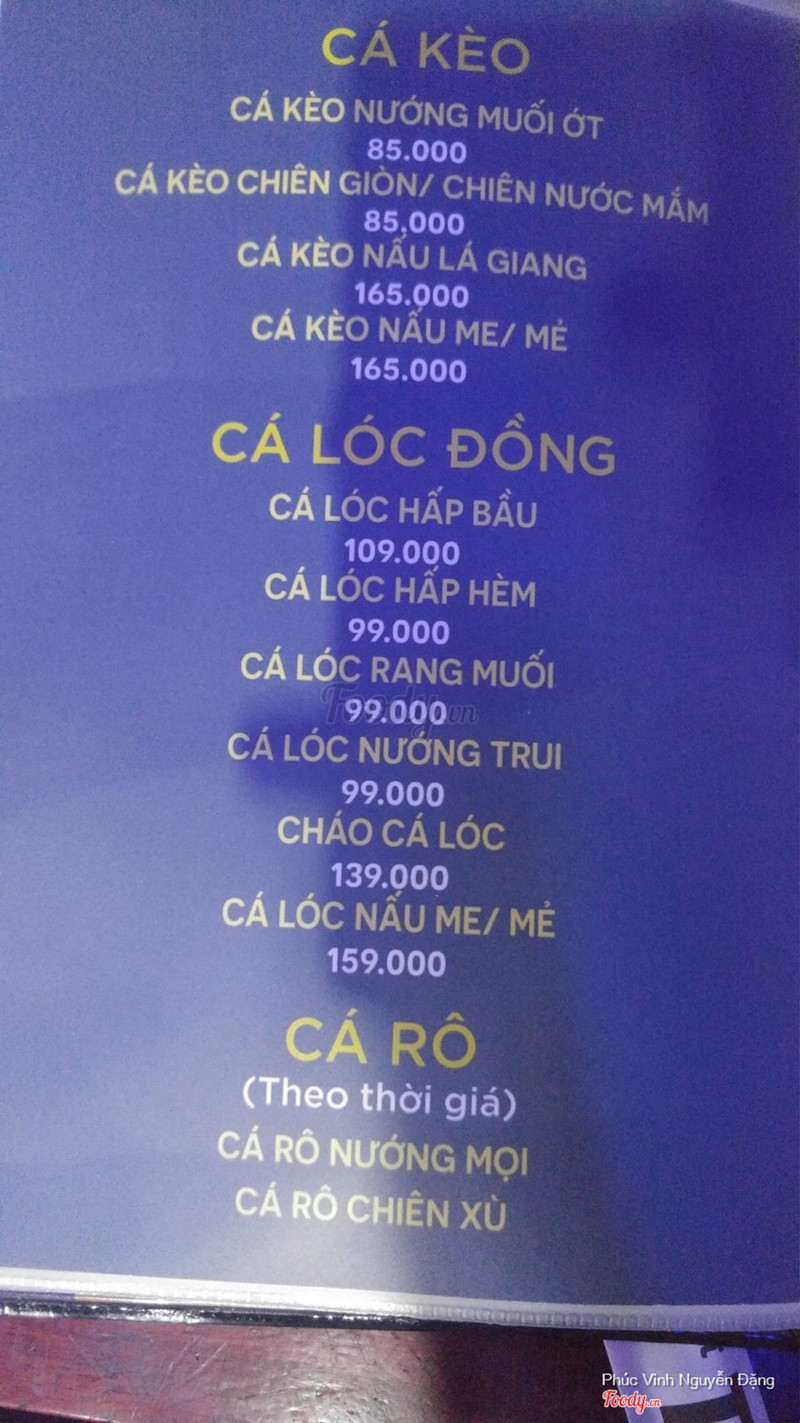 CÁ KÈO
CÁ KÈO NƯỚNG MUỐI ỚT
85.000
CÁ KÈO CHIÊN GIÒN/ CHIÊN NƯỚC MẮM
85.000
CÁ KÈO NẤU LÁ GIANG
165.000
CÁ KÈO NẤU ME/ MẺ
165.000
CÁ LÓC ĐỒNG
CÁ LÓC HẤP BẦU
109.000
CÁ LÓC HẤP HÈM
99.000
CÁ LÓC RANG MUỐI
99.000
Foody.vn
CÁ LÓC NƯỚNG TRUI
99.000
CHÁO CÁ LÓC
139.000
CÁ LÓC NẤU ME/ MẺ
159.000
CÁ RÔ
(Theo thời giá)
CÁ RÔ NƯỚNG MỌI
CÁ RÔ CHIÊN XÙ
Phúc Vinh Nguyễn Đặng
Foody.vn